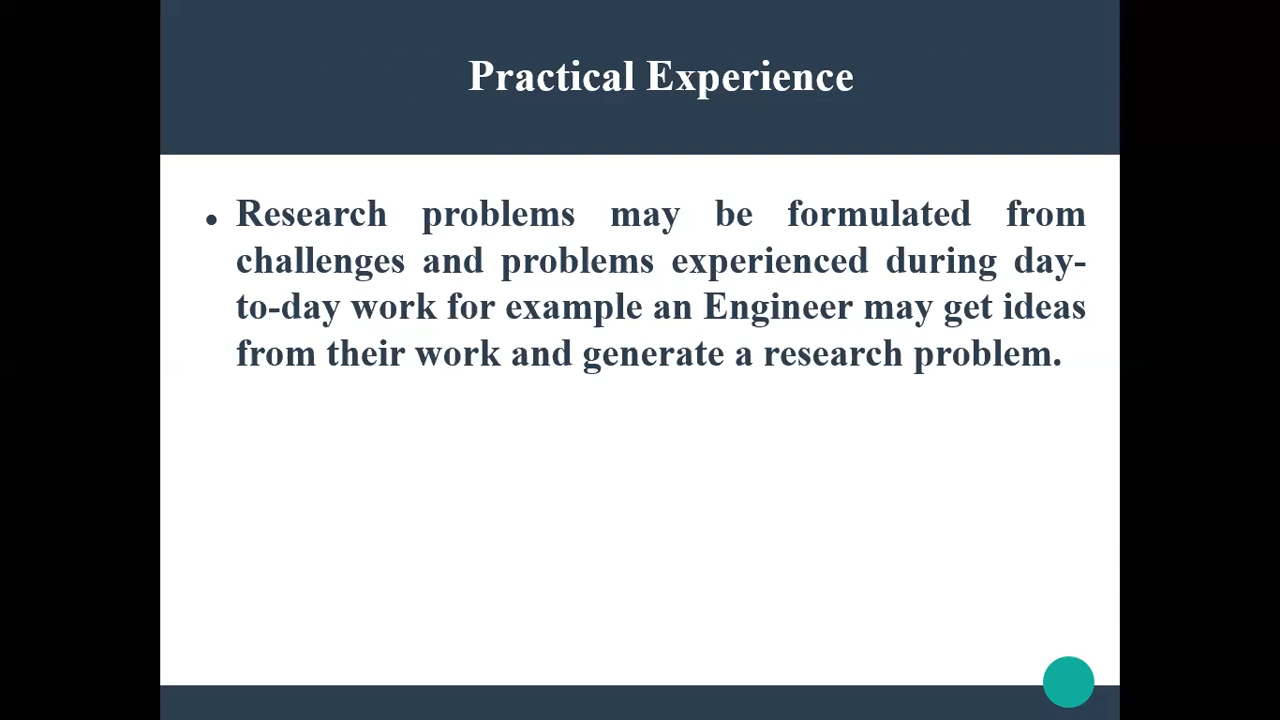 Practical Experience
• Research problems may be formulated from
challenges and problems experienced during day-
to-day work for example an Engineer may get ideas
from their work and generate a research problem.